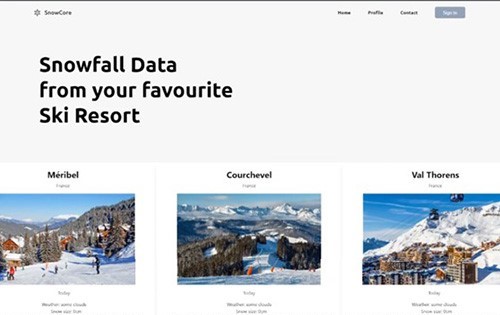 SnowCore
Home Profile Contact Sign in
Snowfall Data
from your favourite
Ski Resort
Méribel
France
Courchevel
France
Val Thorens
France
Today
Weather: some clouds
Snow size: 0cm
Today
Weather: some clouds
Snow size: 0cm
Today
Weather: some clouds
Snow size: 0cm